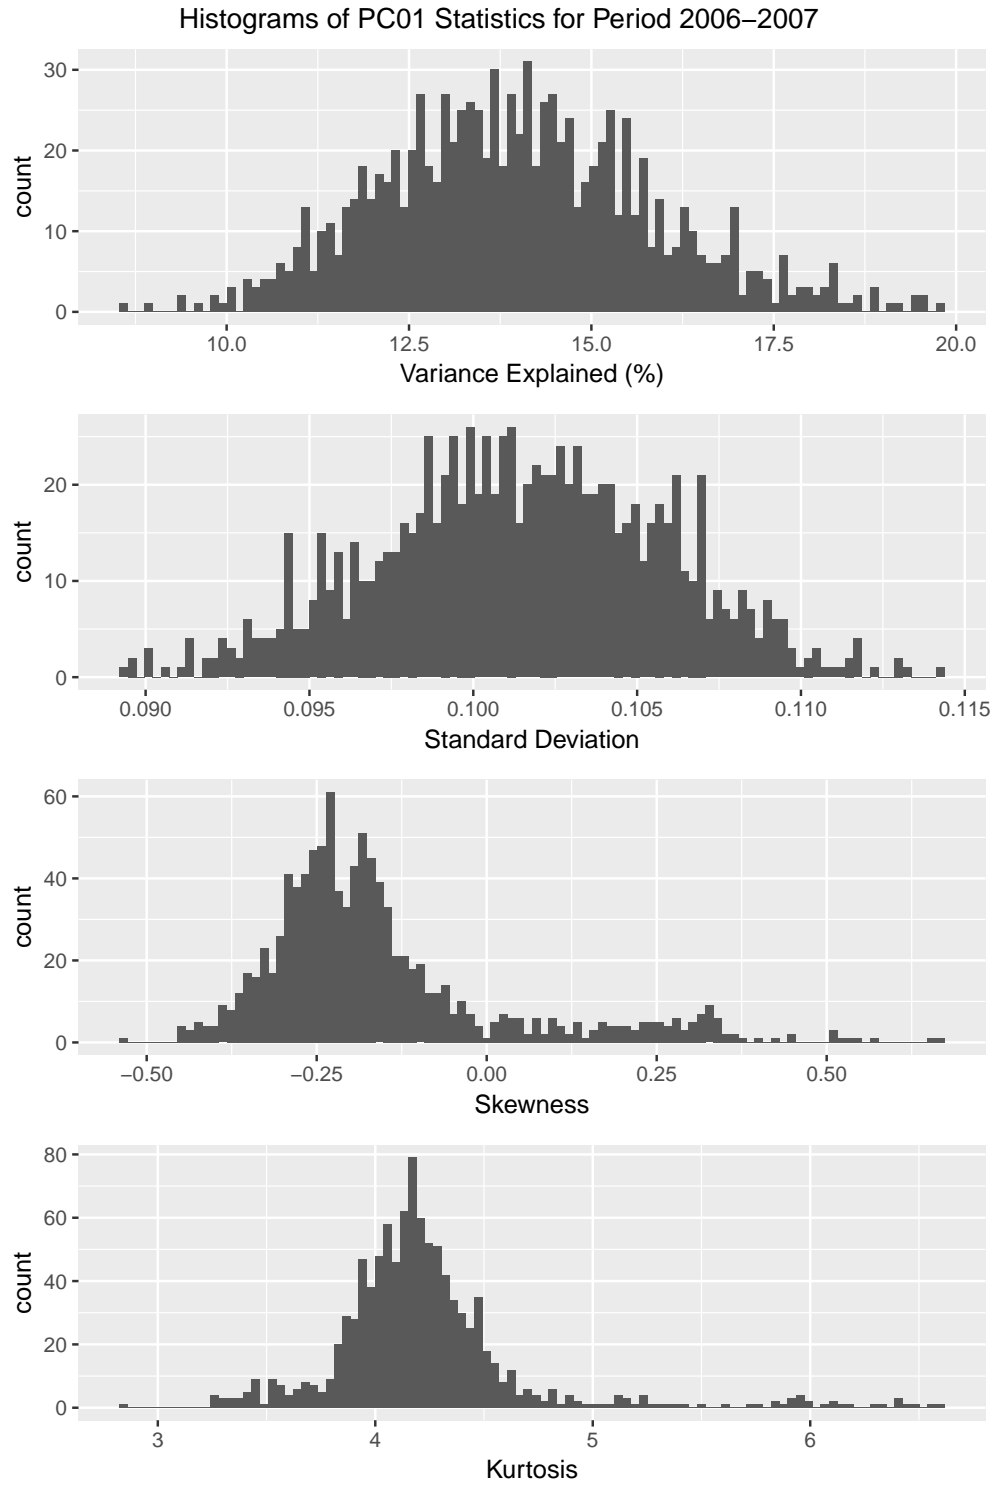 Histograms of PC01 Statistics for Period 2006–2007
30
20
10
0
count
10.0 12.5 15.0 17.5 20.0
Variance Explained (%)
20
10
0
count
0.090 0.095 0.100 0.105 0.110 0.115
Standard Deviation
60
40
20
0
count
−0.50 −0.25 0.00 0.25 0.50
Skewness
80
60
40
20
0
count
3 4 5 6
Kurtosis